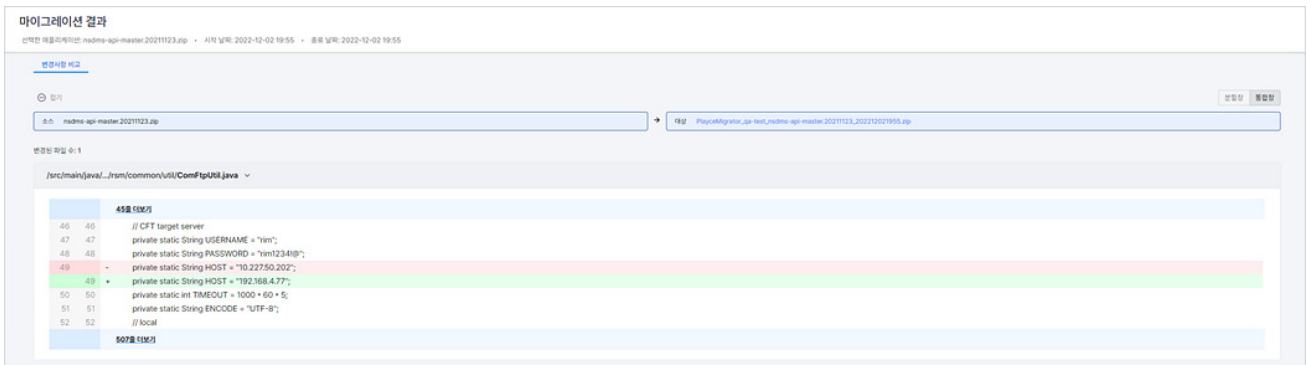 마이그레이션 결과
선택한 애플리케이션: nsdms-api-master.20211123.zip • 시작 날짜: 2022-12-02 19:55 • 종료 날짜: 2022-12-02 19:55
변경사항 비교
접기 분할창 통합창
소스 nsdms-api-master.20211123.zip → 대상 PlayceMigrator_qa-test_nsdms-api-master.20211123_202212021955.zip
변경된 파일 수: 1
/src/main/java/.../rsm/common/util/ComFtpUtil.java
45줄 더보기
46 46 // CFT target server
47 47 private static String USERNAME = "rim";
48 48 private static String PASSWORD = "rim1234!@";
49 - private static String HOST = "10.227.50.202";
49 + private static String HOST = "192.168.4.77";
50 50 private static int TIMEOUT = 1000 * 60 * 5;
51 51 private static String ENCODE = "UTF-8";
52 52 // local
507줄 더보기